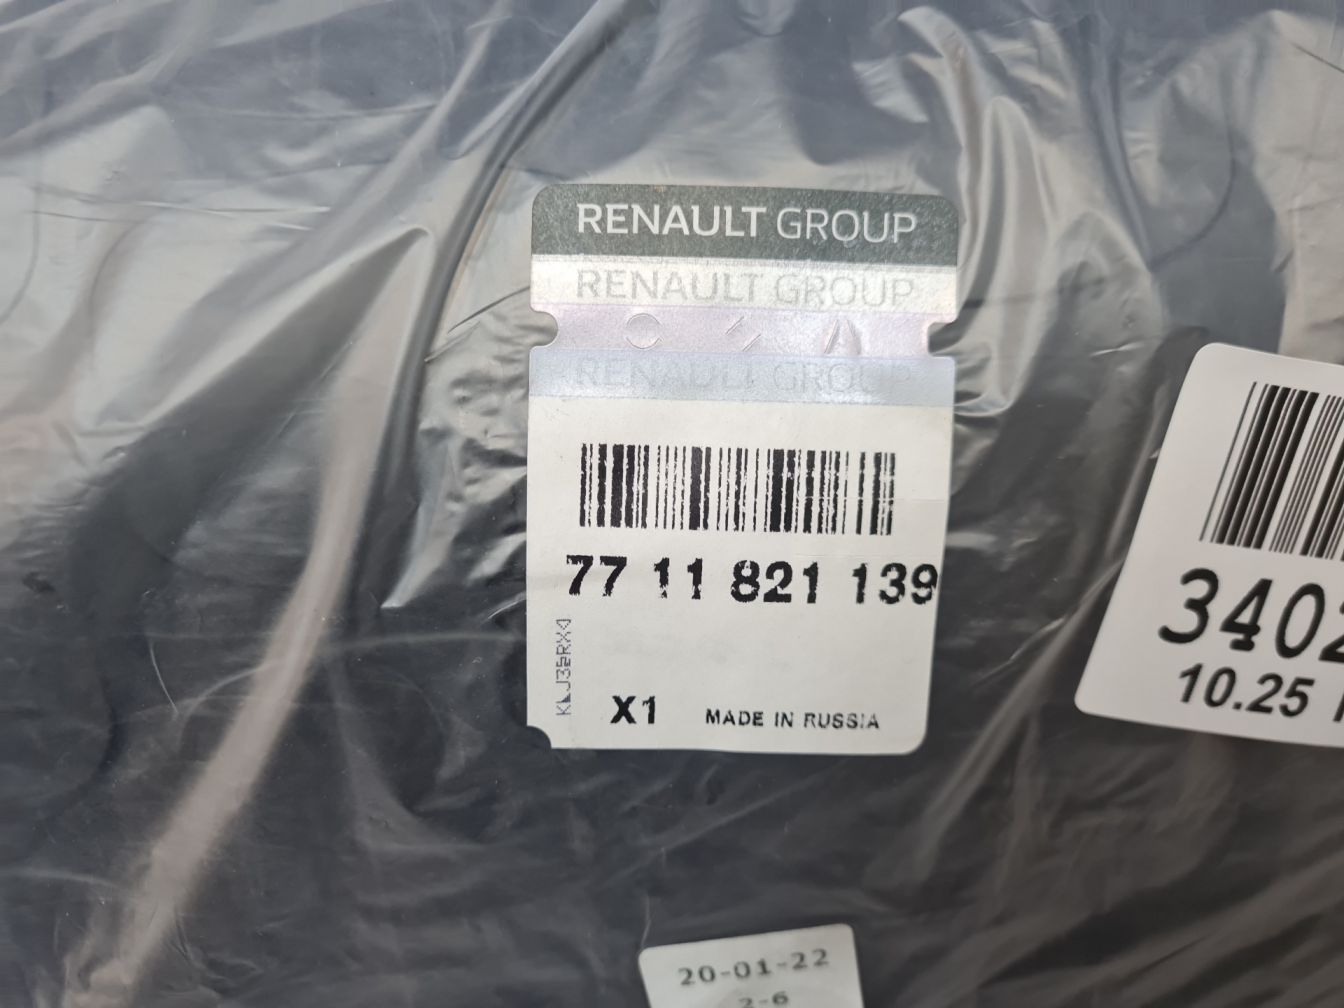 RENAULT GROUP
RENAULT GROUP
RENAULT GROUP
77 11 821 139
X1 MADE IN RUSSIA
3402
10.25
20-01-22
2-6